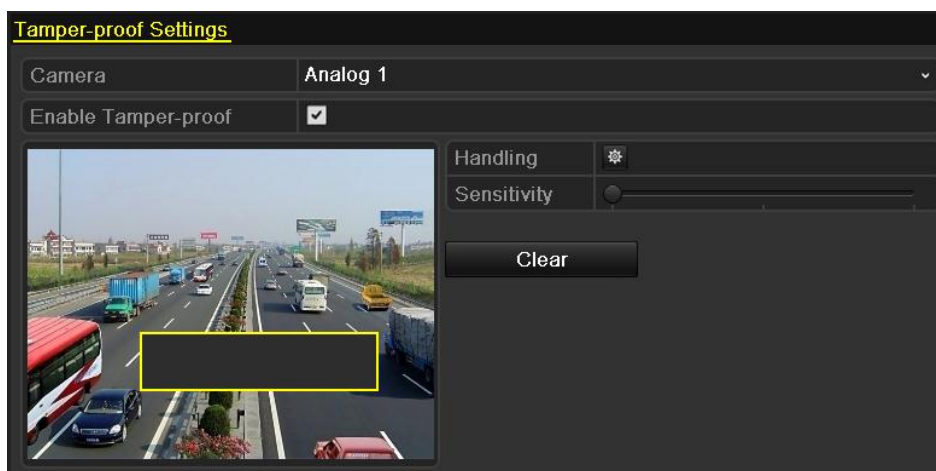 Tamper-proof Settings
Camera
Analog 1
Enable Tamper-proof
Handling
Sensitivity
Clear